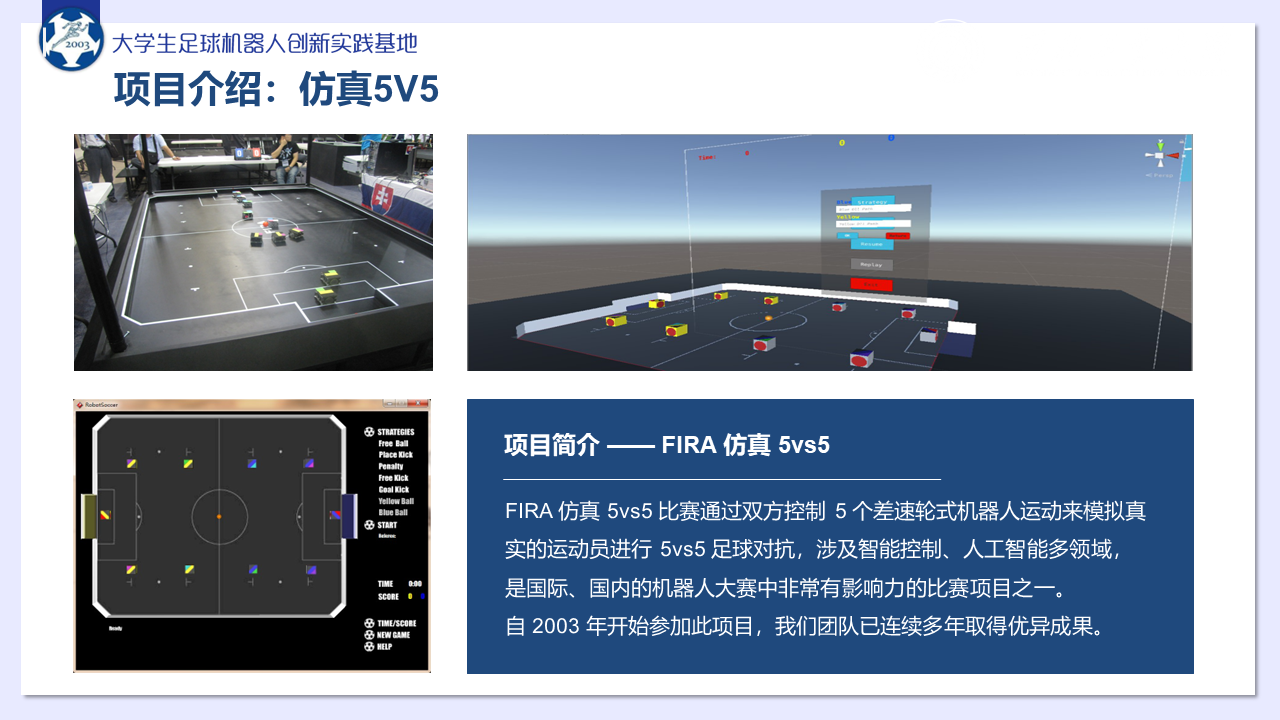 2003
大学生足球机器人创新实践基地
项目介绍：仿真5V5
Time:
0
0
0
Strategy
Yellow
Resume
Replay
RobotSoccer
STRATEGIES
Free Ball
Place Kick
Penalty
Free Kick
Goal Kick
Yellow Ball
Blue Ball
START
Referee:
TIME 0:00
SCORE 0 0
Ready
TIME/SCORE
NEW GAME
HELP
项目简介 —— FIRA 仿真 5vs5
FIRA 仿真 5vs5 比赛通过双方控制 5 个差速轮式机器人运动来模拟真
实的运动员进行 5vs5 足球对抗，涉及智能控制、人工智能多领域，
是国际、国内的机器人大赛中非常有影响力的比赛项目之一。
自 2003 年开始参加此项目，我们团队已连续多年取得优异成果。